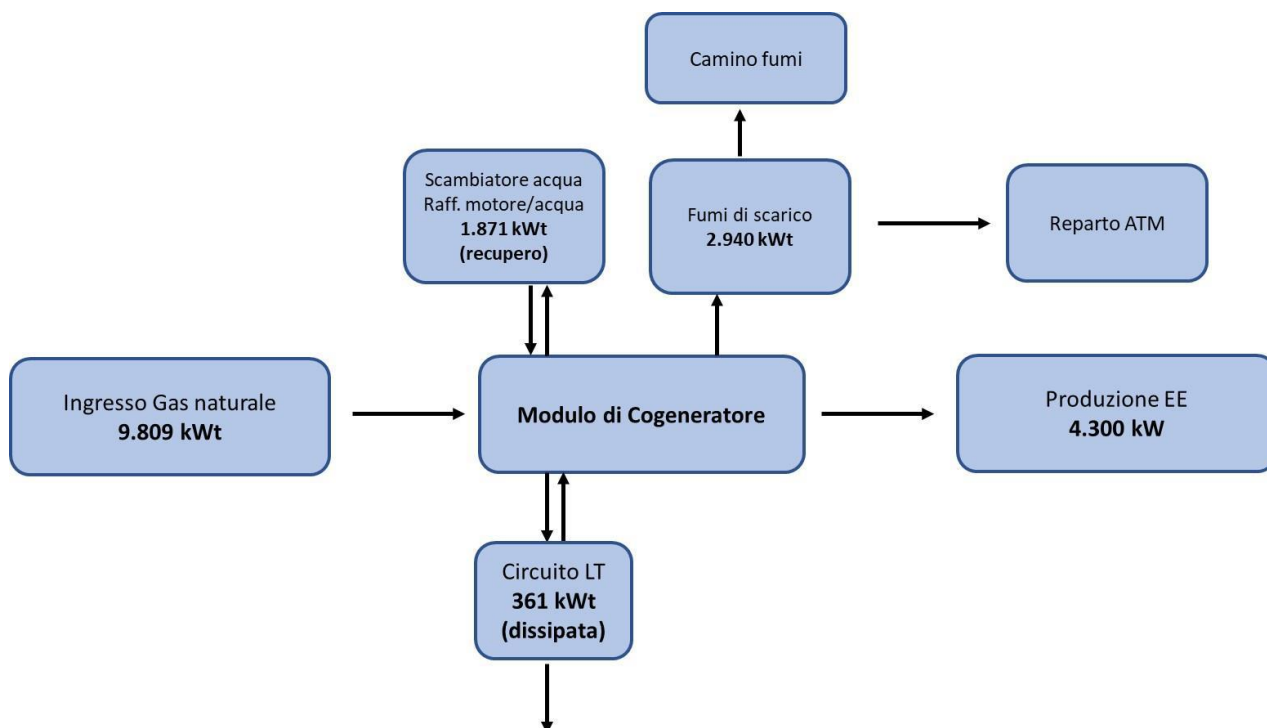 Camino fumi
Scambiatore acqua
Raff. motore/acqua
1.871 kWt
(recupero)
Fumi di scarico
2.940 kWt
Reparto ATM
Ingresso Gas naturale
9.809 kWt
Modulo di Cogeneratore
Produzione EE
4.300 kW
Circuito LT
361 kWt
(dissipata)